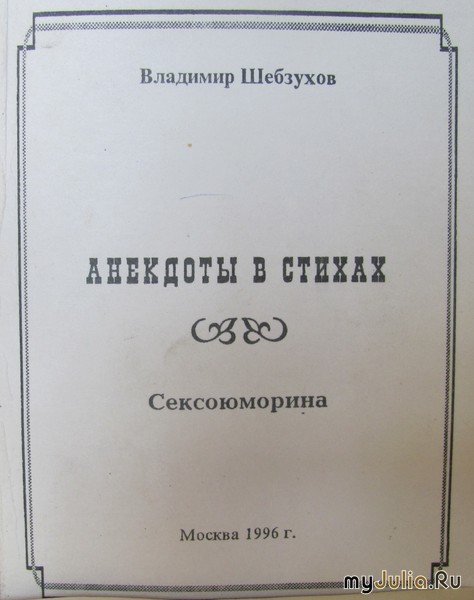 Владимир Шебзухов
АНЕКДОТЫ В СТИХАХ
Сексоюморина
Москва 1996 г.
myJulia.Ru